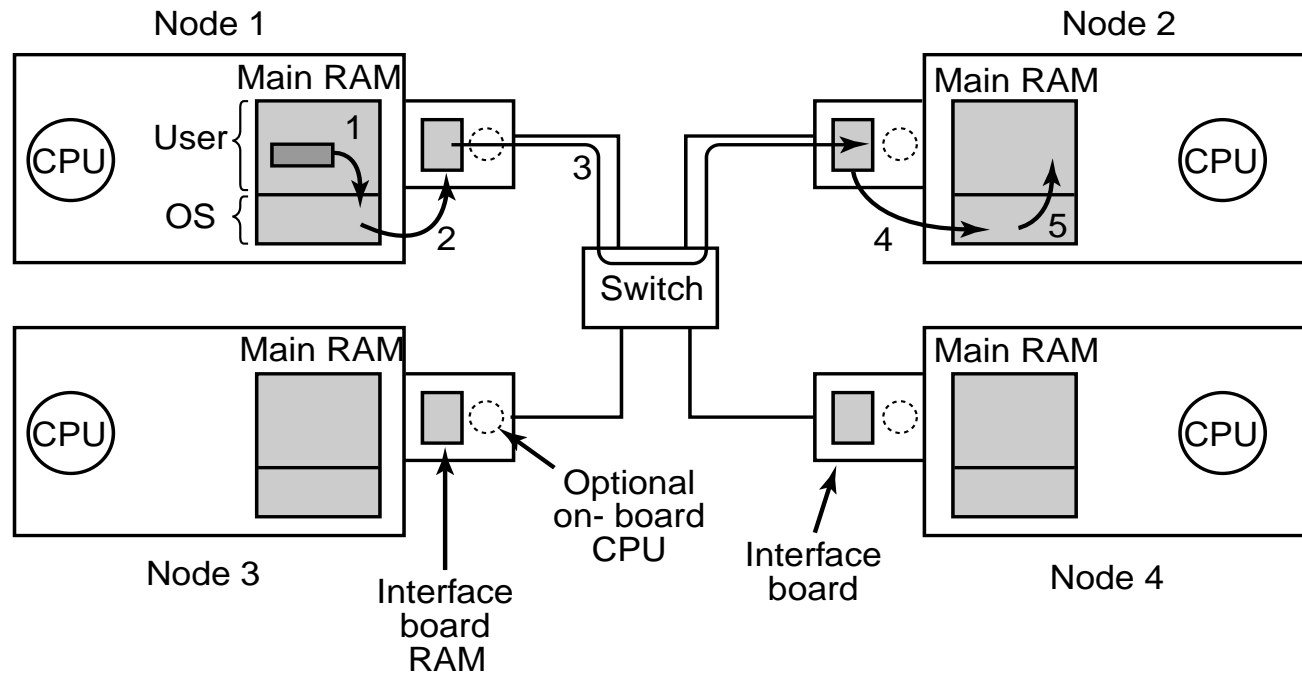 Node 1
Node 2
Main RAM
Main RAM
User
1
CPU
CPU
3
OS
2
4
5
Switch
Main RAM
Main RAM
CPU
CPU
Optional
on- board
CPU
Interface
board
Node 3
Node 4
Interface
board
RAM